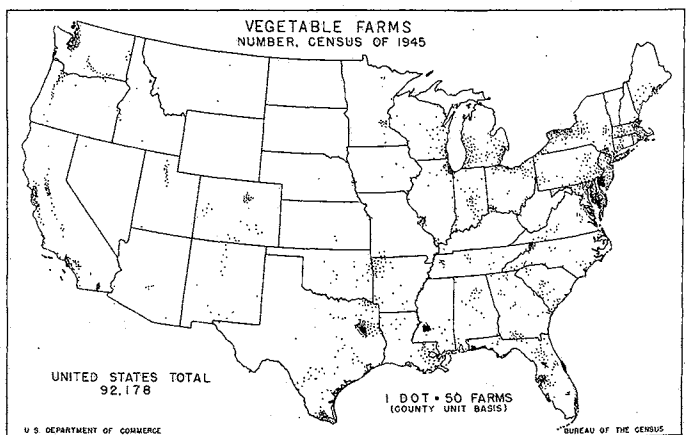 VEGETABLE FARMS
NUMBER, CENSUS OF 1945
UNITED STATES TOTAL
92,178
1 DOT • 50 FARMS
(COUNTY UNIT BASIS)
U S. DEPARTMENT OF COMMERCE
BUREAU OF THE CENSUS